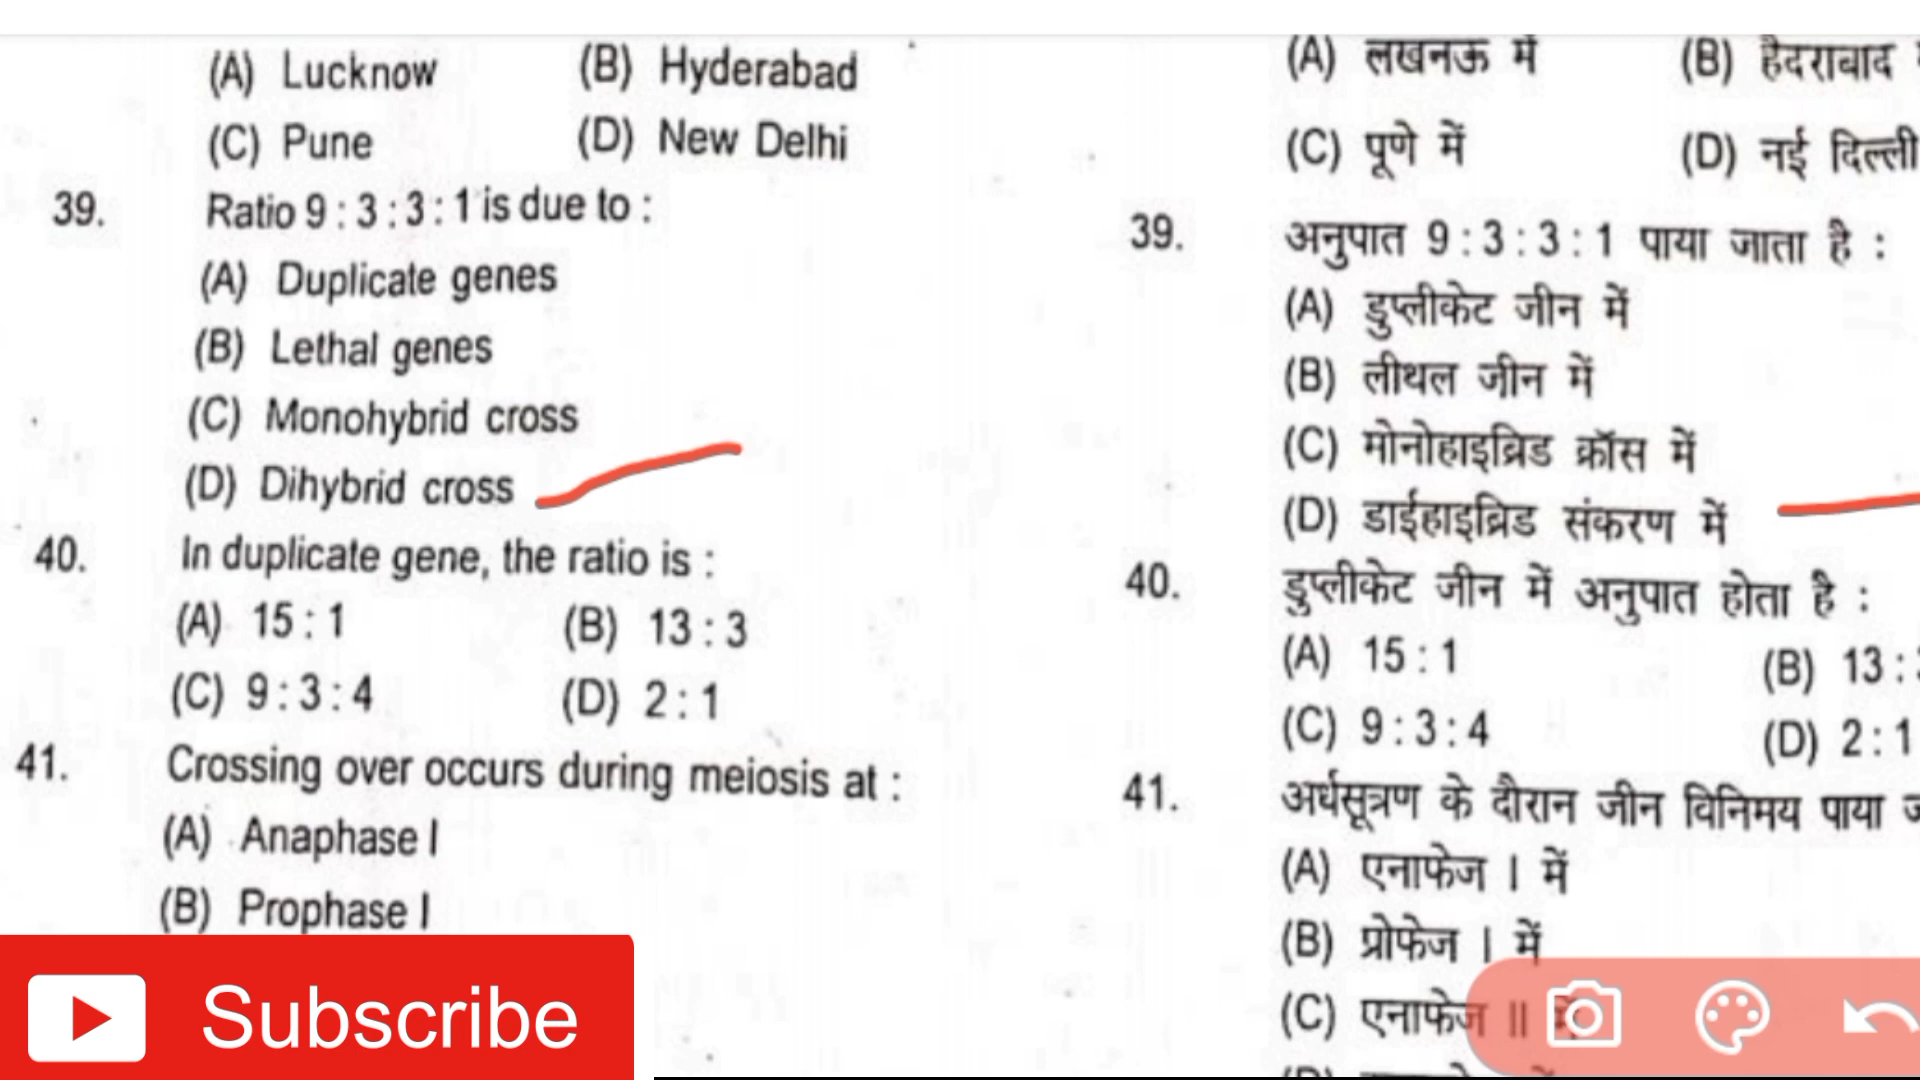 (A) Lucknow (B) Hyderabad
(C) Pune (D) New Delhi
39. Ratio 9 : 3 : 3 : 1 is due to :
(A) Duplicate genes
(B) Lethal genes
(C) Monohybrid cross
(D) Dihybrid cross
40. In duplicate gene, the ratio is :
(A) 15 : 1 (B) 13 : 3
(C) 9 : 3 : 4 (D) 2 : 1
41. Crossing over occurs during meiosis at :
(A) Anaphase I
(B) Prophase I
Subscribe
(A) लखनऊ में (B) हैदराबाद
(C) पूणे में (D) नई दिल्ली
39. अनुपात 9 : 3 : 3 : 1 पाया जाता है :
(A) डुप्लीकेट जीन में
(B) लीथल जीन में
(C) मोनोहाइब्रिड क्रॉस में
(D) डाईहाइब्रिड संकरण में
40. डुप्लीकेट जीन में अनुपात होता है :
(A) 15 : 1 (B) 13 :
(C) 9 : 3 : 4 (D) 2 : 1
41. अर्धसूत्रण के दौरान जीन विनिमय पाया
(A) एनाफेज I में
(B) प्रोफेज I में
(C) एनाफेज II में